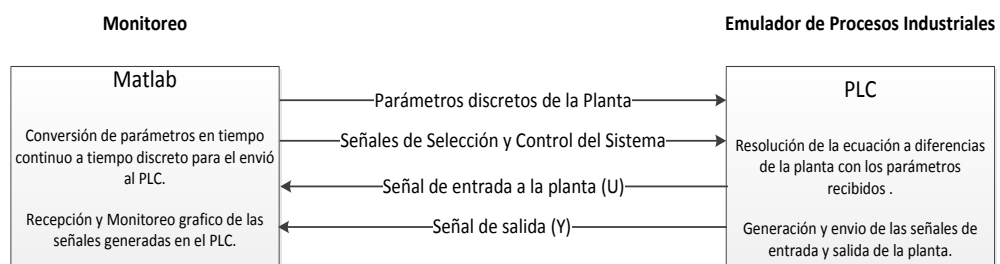 Monitoreo
Emulador de Procesos Industriales
Matlab
Conversión de parámetros en tiempo
continuo a tiempo discreto para el envió
al PLC.
Recepción y Monitoreo grafico de las
señales generadas en el PLC.
Parámetros discretos de la Planta
Señales de Selección y Control del Sistema
Señal de entrada a la planta (U)
Señal de salida (Y)
PLC
Resolución de la ecuación a diferencias
de la planta con los parámetros
recibidos .
Generación y envio de las señales de
entrada y salida de la planta.